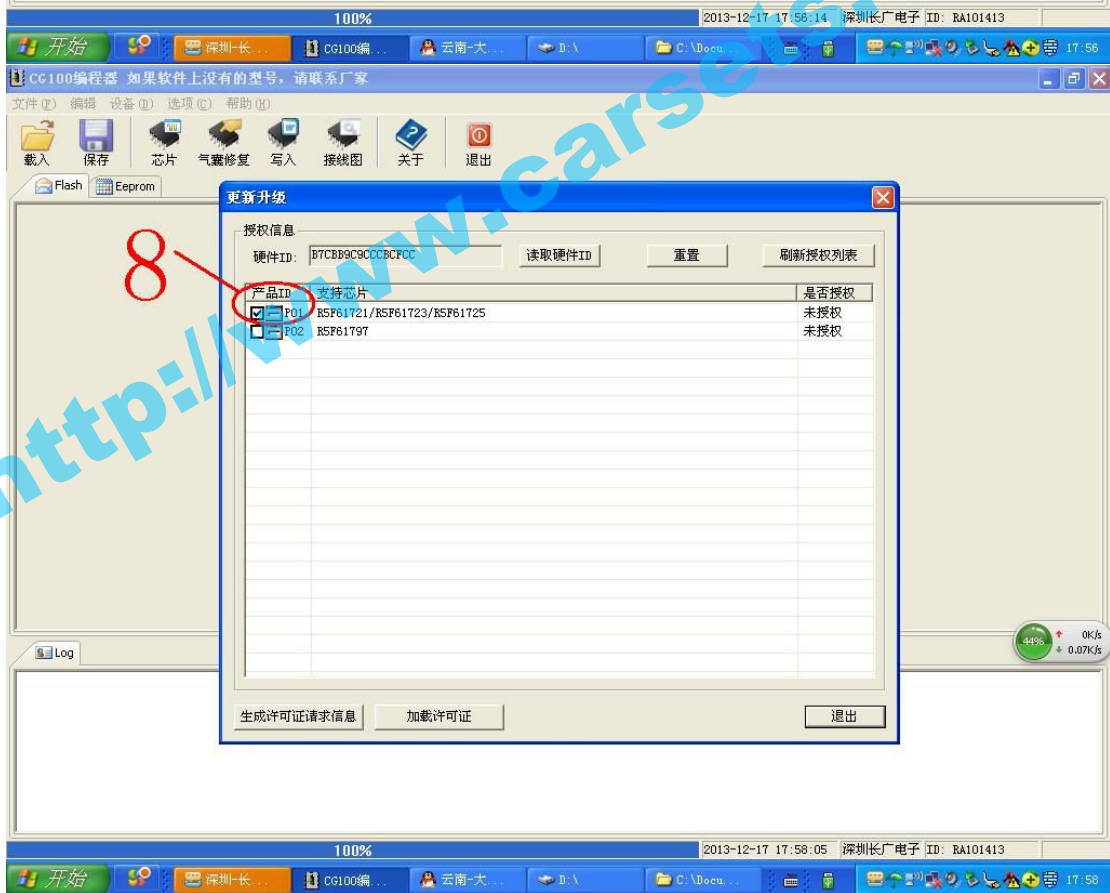 100%
2013-12-17 17:56:14 深圳长广电子 ID: RA101413
开始 深圳-长... CG100编... 云南-大... D:\ C:\Docu... 17:56
CG100编程器 如果软件上没有的型号，请联系厂家
文件(F) 编辑 设备(D) 选项(C) 帮助(H)
载入 保存 芯片 气囊修复 写入 接线图 关于 退出
Flash Eeprom
更新升级
授权信息
硬件ID: B7CBB9C9CCCBCFCC 读取硬件ID 重置 刷新授权列表
8
产品ID 支持芯片 是否授权
P01 R5F61721/R5F61723/R5F61725 未授权
P02 R5F61797 未授权
44% 0K/s
0.07K/s
Log
生成许可证请求信息 加载许可证 退出
100%
2013-12-17 17:58:05 深圳长广电子 ID: RA101413
开始 深圳-长... CG100编... 云南-大... D:\ C:\Docu... 17:58
http://www.carsets.